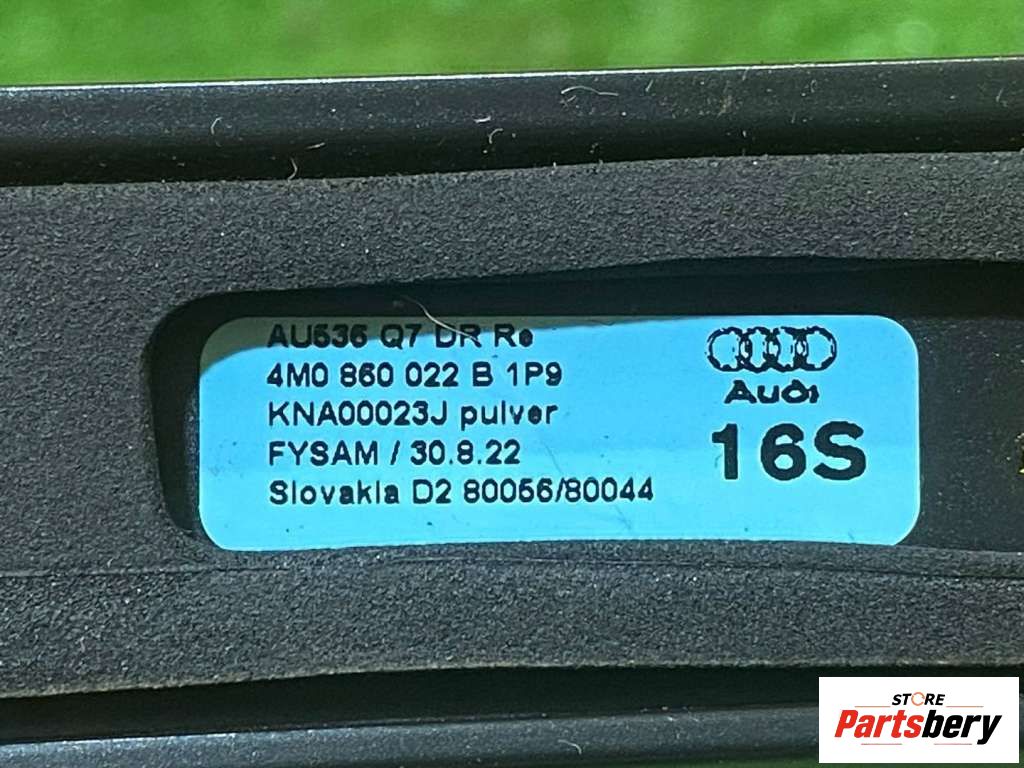 AU536 Q7 DR Re
4M0 860 022 B 1P9
KNA00023J pulver
FYSAM / 30.8.22
Slovakia D2 80056/80044
Audi
16S
STORE
Partsbery